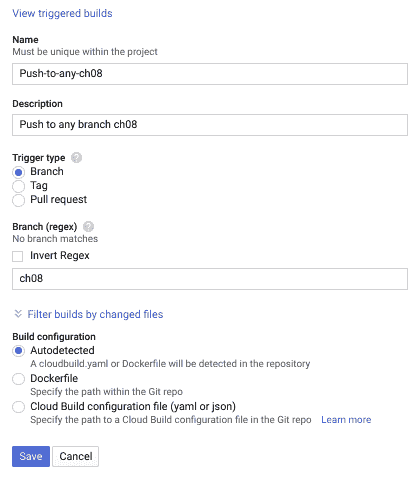 View triggered builds
Name
Must be unique within the project
Push-to-any-ch08
Description
Push to any branch ch08
Trigger type ?
Branch
Tag
Pull request
Branch (regex) ?
No branch matches
Invert Regex
ch08
Filter builds by changed files
Build configuration
Autodetected
A cloudbuild.yaml or Dockerfile will be detected in the repository
Dockerfile
Specify the path within the Git repo
Cloud Build configuration file (yaml or json)
Specify the path to a Cloud Build configuration file in the Git repo Learn more
Save Cancel